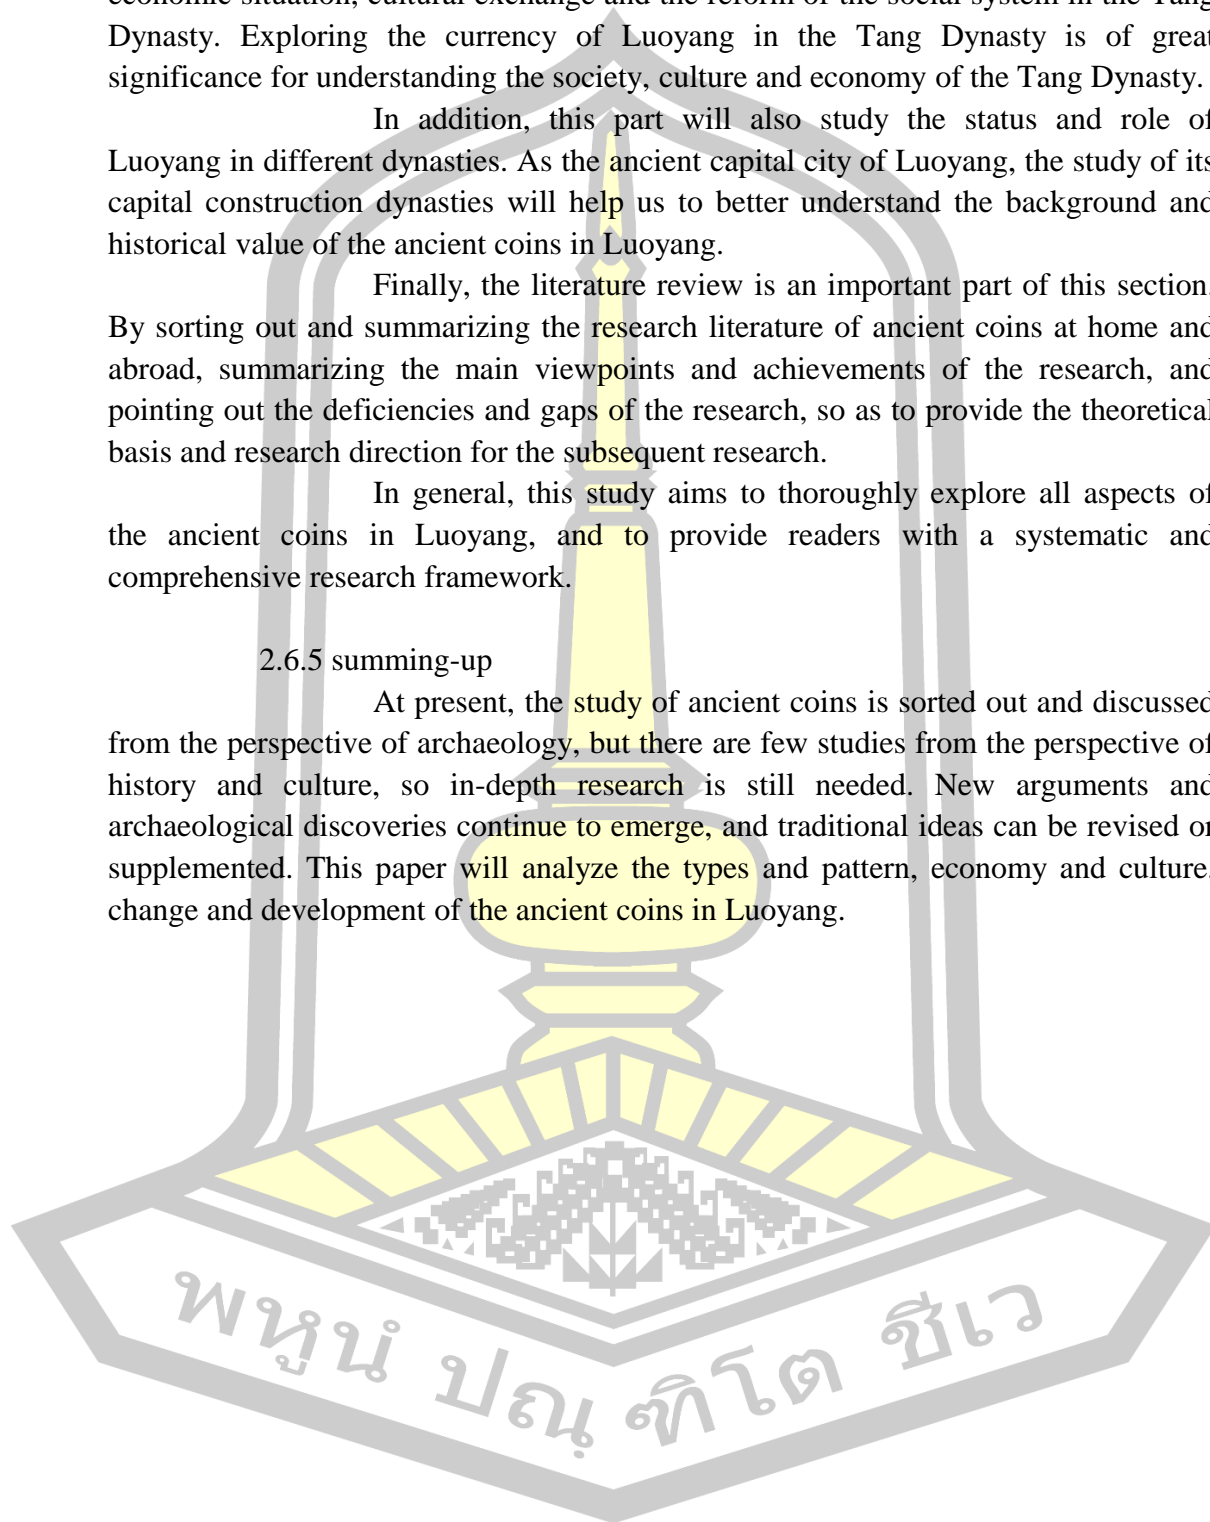 economic situation, cultural exchange and the reform of the social system in the Tang
Dynasty. Exploring the currency of Luoyang in the Tang Dynasty is of great
significance for understanding the society, culture and economy of the Tang Dynasty.
In addition, this part will also study the status and role of
Luoyang in different dynasties. As the ancient capital city of Luoyang, the study of its
capital construction dynasties will help us to better understand the background and
historical value of the ancient coins in Luoyang.
Finally, the literature review is an important part of this section.
By sorting out and summarizing the research literature of ancient coins at home and
abroad, summarizing the main viewpoints and achievements of the research, and
pointing out the deficiencies and gaps of the research, so as to provide the theoretical
basis and research direction for the subsequent research.
In general, this study aims to thoroughly explore all aspects of
the ancient coins in Luoyang, and to provide readers with a systematic and
comprehensive research framework.
2.6.5 summing-up
At present, the study of ancient coins is sorted out and discussed
from the perspective of archaeology, but there are few studies from the perspective of
history and culture, so in-depth research is still needed. New arguments and
archaeological discoveries continue to emerge, and traditional ideas can be revised or
supplemented. This paper will analyze the types and pattern, economy and culture,
change and development of the ancient coins in Luoyang.
พหูนํ ปณฺฑิโต ชีเว